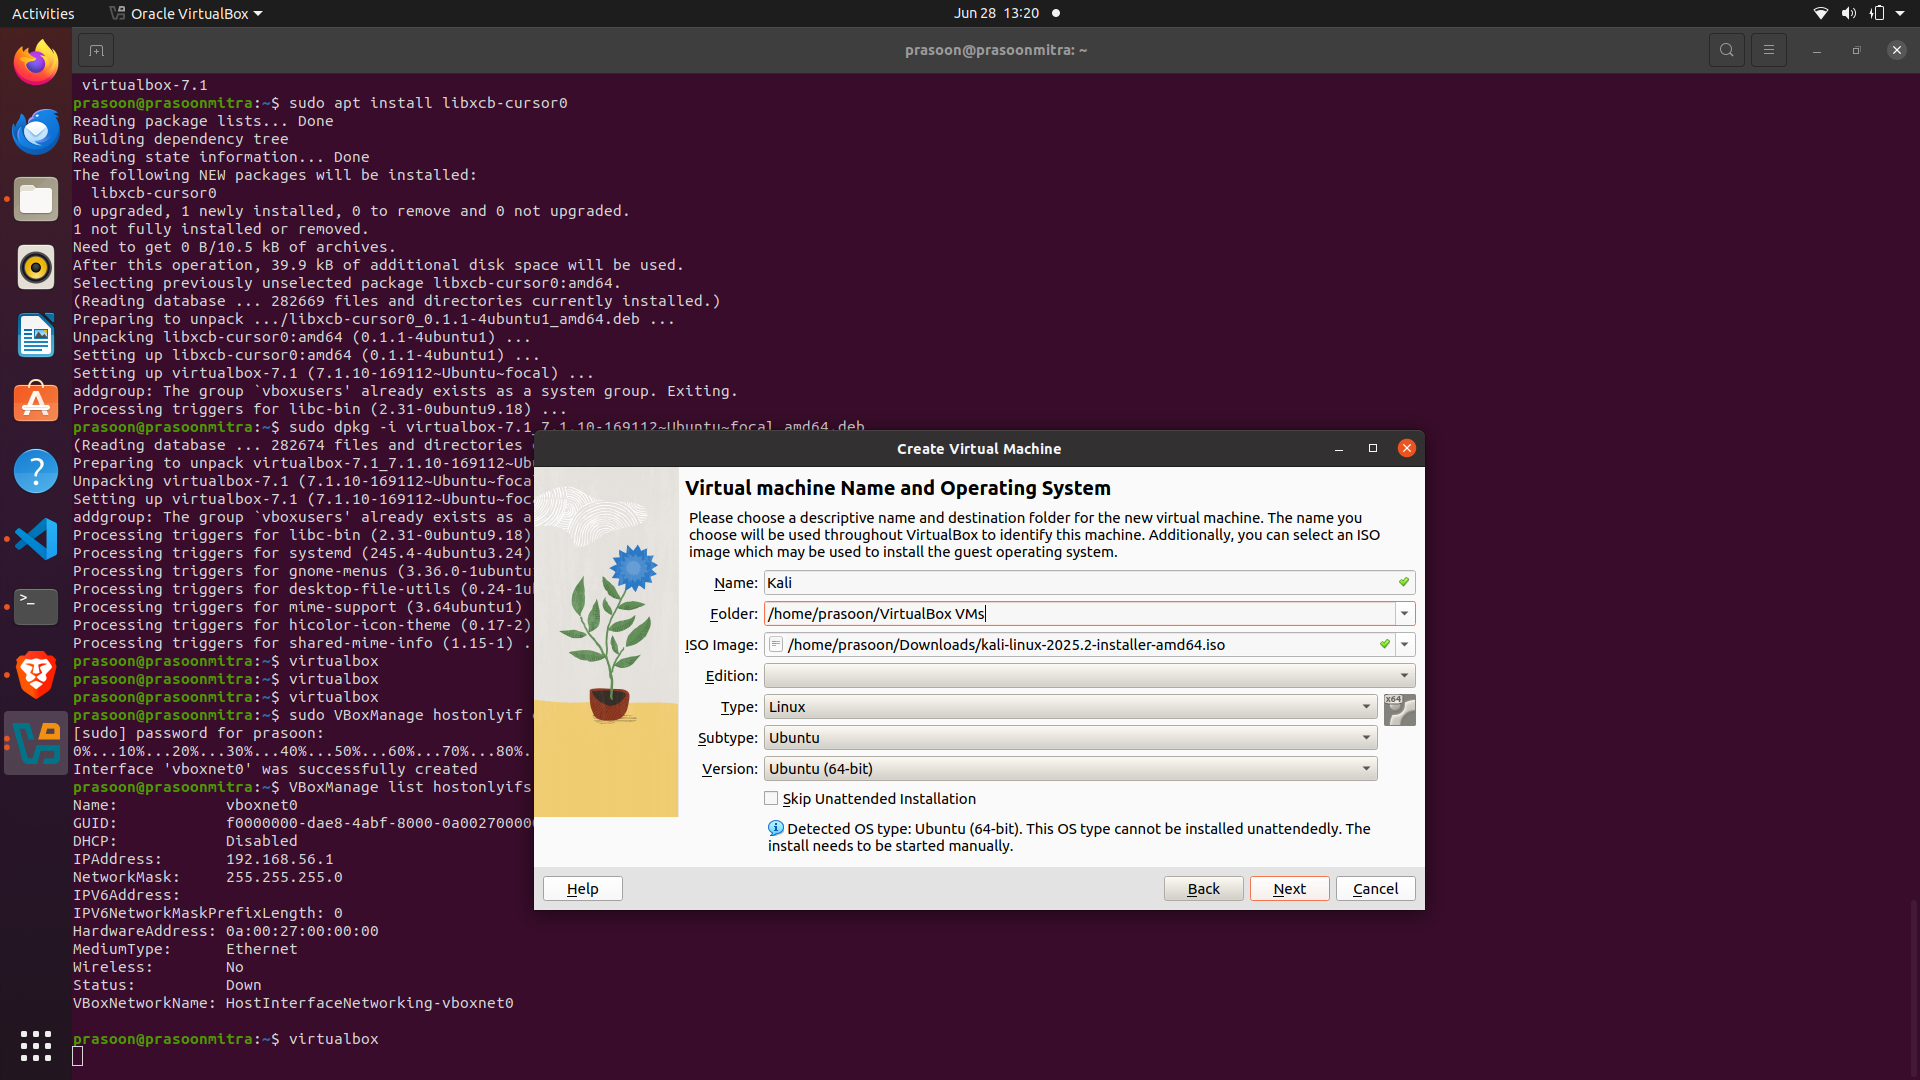 Activities
Oracle VirtualBox
Jun 28 13:20
prasoon@prasoonmitra: ~
virtualbox-7.1
prasoon@prasoonmitra:~$ sudo apt install libxcb-cursor0
Reading package lists... Done
Building dependency tree
Reading state information... Done
The following NEW packages will be installed:
libxcb-cursor0
0 upgraded, 1 newly installed, 0 to remove and 0 not upgraded.
1 not fully installed or removed.
Need to get 0 B/10.5 kB of archives.
After this operation, 39.9 kB of additional disk space will be used.
Selecting previously unselected package libxcb-cursor0:amd64.
(Reading database ... 282669 files and directories currently installed.)
Preparing to unpack .../libxcb-cursor0_0.1.1-4ubuntu1_amd64.deb ...
Unpacking libxcb-cursor0:amd64 (0.1.1-4ubuntu1) ...
Setting up libxcb-cursor0:amd64 (0.1.1-4ubuntu1) ...
Setting up virtualbox-7.1 (7.1.10-169112~Ubuntu~focal) ...
addgroup: The group `vboxusers' already exists as a system group. Exiting.
Processing triggers for libc-bin (2.31-0ubuntu9.18) ...
prasoon@prasoonmitra:~$ sudo dpkg -i virtualbox-7.1_7.1.10-169112~Ubuntu~focal_amd64.deb
(Reading database ... 282674 files and directories
Preparing to unpack virtualbox-7.1_7.1.10-169112~Ub
Unpacking virtualbox-7.1 (7.1.10-169112~Ubuntu~foca
Setting up virtualbox-7.1 (7.1.10-169112~Ubuntu~foc
addgroup: The group `vboxusers' already exists as a
Processing triggers for libc-bin (2.31-0ubuntu9.18)
Processing triggers for systemd (245.4-4ubuntu3.24)
Processing triggers for gnome-menus (3.36.0-1ubuntu
Processing triggers for desktop-file-utils (0.24-1u
Processing triggers for mime-support (3.64ubuntu1)
Processing triggers for hicolor-icon-theme (0.17-2)
Processing triggers for shared-mime-info (1.15-1) .
prasoon@prasoonmitra:~$ virtualbox
prasoon@prasoonmitra:~$ virtualbox
prasoon@prasoonmitra:~$ virtualbox
prasoon@prasoonmitra:~$ sudo VBoxManage hostonlyif
[sudo] password for prasoon:
0%...10%...20%...30%...40%...50%...60%...70%...80%.
Interface 'vboxnet0' was successfully created
prasoon@prasoonmitra:~$ VBoxManage list hostonlyifs
Name: vboxnet0
GUID: f0000000-dae8-4abf-8000-0a002700000
DHCP: Disabled
IPAddress: 192.168.56.1
NetworkMask: 255.255.255.0
IPV6Address:
IPV6NetworkMaskPrefixLength: 0
HardwareAddress: 0a:00:27:00:00:00
MediumType: Ethernet
Wireless: No
Status: Down
VBoxNetworkName: HostInterfaceNetworking-vboxnet0
prasoon@prasoonmitra:~$ virtualbox
Create Virtual Machine
Virtual machine Name and Operating System
Please choose a descriptive name and destination folder for the new virtual machine. The name you
choose will be used throughout VirtualBox to identify this machine. Additionally, you can select an ISO
image which may be used to install the guest operating system.
Name: Kali
Folder: /home/prasoon/VirtualBox VMs
ISO Image: /home/prasoon/Downloads/kali-linux-2025.2-installer-amd64.iso
Edition:
Type: Linux
x64
Subtype: Ubuntu
Version: Ubuntu (64-bit)
Skip Unattended Installation
Detected OS type: Ubuntu (64-bit). This OS type cannot be installed unattendedly. The
install needs to be started manually.
Help
Back
Next
Cancel